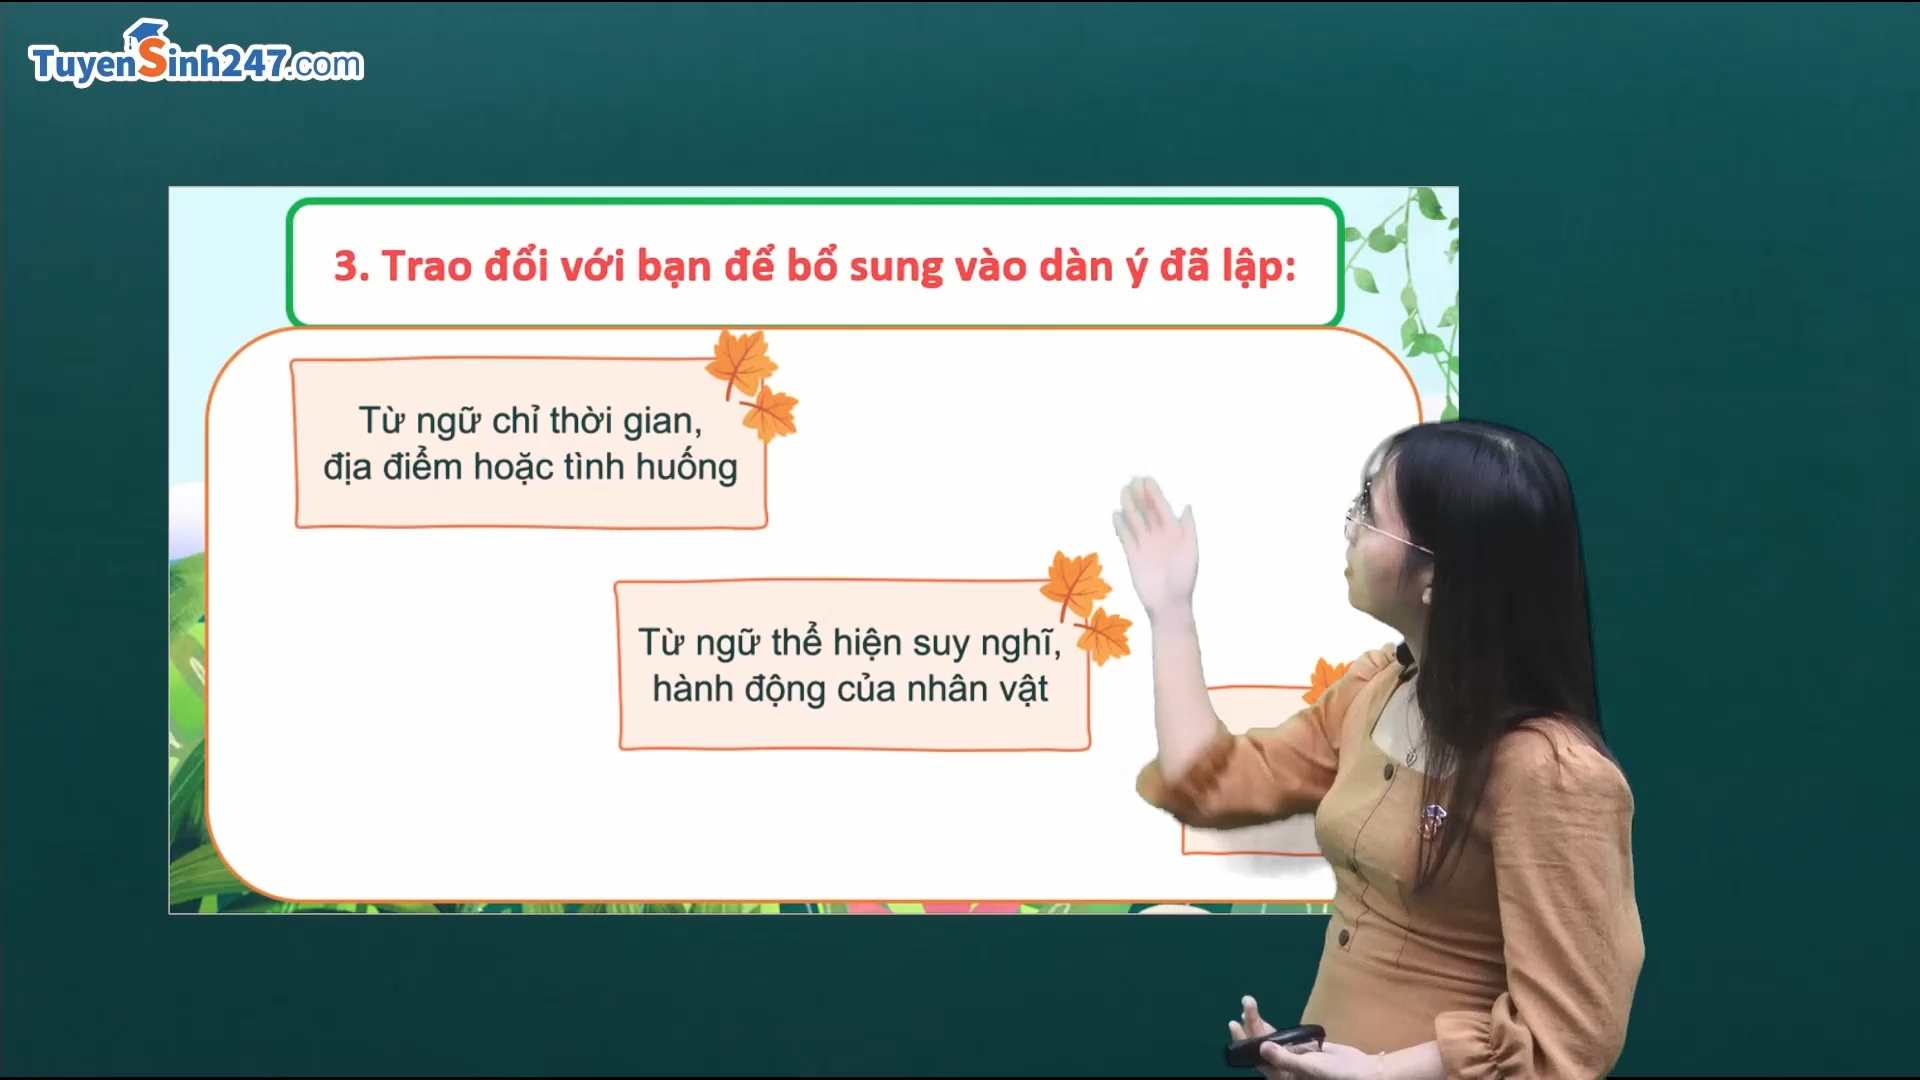 TuyenSinh247.com
3. Trao đổi với bạn để bổ sung vào dàn ý đã lập:
Từ ngữ chỉ thời gian,
địa điểm hoặc tình huống
Từ ngữ thể hiện suy nghĩ,
hành động của nhân vật